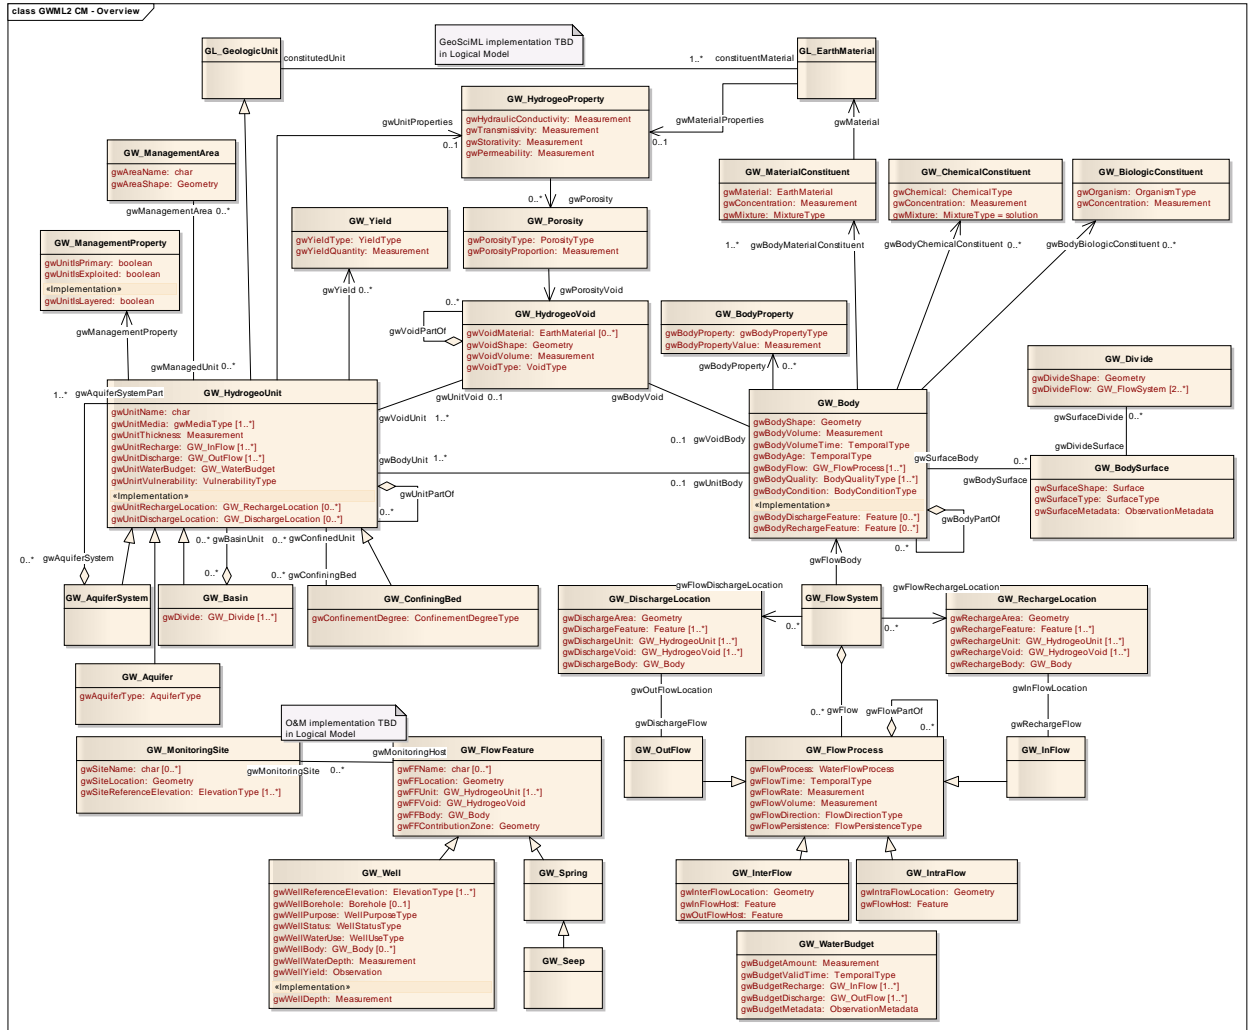 class GWML2 CM - Overview
GL_GeologicUnit
constitutedUnit
GeoSciML implementation TBD
in Logical Model
1..*
constituentMaterial
GL_EarthMaterial
GW_HydrogeoProperty
gwHydraulicConductivity: Measurement
gwTransmissivity: Measurement
gwStorativity: Measurement
gwPermeability: Measurement
gwUnitProperties
0..1
gwMaterialProperties
0..1
gwMaterial
GW_ManagementArea
gwAreaName: char
gwAreaShape: Geometry
gwManagementArea 0..*
GW_MaterialConstituent
gwMaterial: EarthMaterial
gwConcentration: Measurement
gwMixture: MixtureType
GW_ChemicalConstituent
gwChemical: ChemicalType
gwConcentration: Measurement
gwMixture: MixtureType = solution
GW_BiologicConstituent
gwOrganism: OrganismType
gwConcentration: Measurement
0..*
gwPorosity
GW_Yield
gwYieldType: YieldType
gwYieldQuantity: Measurement
GW_Porosity
gwPorosityType: PorosityType
gwPorosityProportion: Measurement
1..*
gwBodyMaterialConstituent
gwBodyChemicalConstituent 0..*
gwBodyBiologicConstituent 0..*
GW_ManagementProperty
gwUnitIsPrimary: boolean
gwUnitIsExploited: boolean
«Implementation»
gwUnitIsLayered: boolean
gwManagementProperty
gwYield 0..*
gwPorosityVoid
0..*
gwVoidPartOf
GW_HydrogeoVoid
gwVoidMaterial: EarthMaterial [0..*]
gwVoidShape: Geometry
gwVoidVolume: Measurement
gwVoidType: VoidType
GW_BodyProperty
gwBodyProperty: gwBodyPropertyType
gwBodyPropertyValue: Measurement
gwBodyProperty
0..*
GW_Divide
gwDivideShape: Geometry
gwDivideFlow: GW_FlowSystem [2..*]
gwSurfaceDivide
0..*
gwDivideSurface
gwManagedUnit 0..*
1..*
gwAquiferSystemPart
GW_HydrogeoUnit
gwUnitName: char
gwUnitMedia: gwMediaType [1..*]
gwUnitThickness: Measurement
gwUnitRecharge: GW_InFlow [1..*]
gwUnitDischarge: GW_OutFlow [1..*]
gwUnitWaterBudget: GW_WaterBudget
gwUnitrtVulnerability: VulnerabilityType
«Implementation»
gwUnitRechargeLocation: GW_RechargeLocation [0..*]
gwUnitDischargeLocation: GW_DischargeLocation [0..*]
gwUnitVoid 0..1
gwVoidUnit 1..*
gwBodyVoid
0..1
gwVoidBody
gwBodyUnit 1..*
0..1 gwUnitBody
gwUnitPartOf
0..*
GW_Body
gwBodyShape: Geometry
gwBodyVolume: Measurement
gwBodyVolumeTime: TemporalType
gwBodyAge: TemporalType
gwBodyFlow: GW_FlowProcess [1..*]
gwBodyQuality: BodyQualityType [1..*]
gwBodyCondition: BodyConditionType
«Implementation»
gwBodyDischargeFeature: Feature [0..*]
gwBodyRechargeFeature: Feature [0..*]
gwSurfaceBody
0..*
gwBodySurface
GW_BodySurface
gwSurfaceShape: Surface
gwSurfaceType: SurfaceType
gwSurfaceMetadata: ObservationMetadata
gwBodyPartOf
0..*
0..*
gwAquiferSystem
0..*
gwBasinUnit
0..*
0..*
gwConfinedUnit
gwConfiningBed
0..*
gwFlowBody
GW_AquiferSystem
GW_Basin
gwDivide: GW_Divide [1..*]
GW_ConfiningBed
gwConfinementDegree: ConfinementDegreeType
gwFlowDischargeLocation
0..*
GW_DischargeLocation
gwDischargeArea: Geometry
gwDischargeFeature: Feature [1..*]
gwDischargeUnit: GW_HydrogeoUnit [1..*]
gwDischargeVoid: GW_HydrogeoVoid [1..*]
gwDischargeBody: GW_Body
GW_FlowSystem
gwFlowRechargeLocation
0..*
GW_RechargeLocation
gwRechargeArea: Geometry
gwRechargeFeature: Feature [1..*]
gwRechargeUnit: GW_HydrogeoUnit [1..*]
gwRechargeVoid: GW_HydrogeoVoid [1..*]
gwRechargeBody: GW_Body
GW_Aquifer
gwAquiferType: AquiferType
gwOutFlowLocation
gwDischargeFlow
0..* gwFlow
gwFlowPartOf
0..*
gwInFlowLocation
gwRechargeFlow
O&M implementation TBD
in Logical Model
GW_MonitoringSite
gwSiteName: char [0..*]
gwSiteLocation: Geometry
gwSiteReferenceElevation: ElevationType [1..*]
gwMonitoringHost
gwMonitoringSite 0..*
GW_FlowFeature
gwFFName: char [0..*]
gwFFLocation: Geometry
gwFFUnit: GW_HydrogeoUnit [1..*]
gwFFVoid: GW_HydrogeoVoid
gwFFBody: GW_Body
gwFFContributionZone: Geometry
GW_OutFlow
GW_FlowProcess
gwFlowProcess: WaterFlowProcess
gwFlowTime: TemporalType
gwFlowRate: Measurement
gwFlowVolume: Measurement
gwFlowDirection: FlowDirectionType
gwFlowPersistence: FlowPersistenceType
GW_InFlow
GW_Well
gwWellReferenceElevation: ElevationType [1..*]
gwWellBorehole: Borehole [0..1]
gwWellPurpose: WellPurposeType
gwWellStatus: WellStatusType
gwWellWaterUse: WellUseType
gwWellBody: GW_Body [0..*]
gwWellWaterDepth: Measurement
gwWellYield: Observation
«Implementation»
gwWellDepth: Measurement
GW_Spring
GW_Seep
GW_InterFlow
gwInterFlowLocation: Geometry
gwInFlowHost: Feature
gwOutFlowHost: Feature
GW_IntraFlow
gwIntraFlowLocation: Geometry
gwFlowHost: Feature
GW_WaterBudget
gwBudgetAmount: Measurement
gwBudgetValidTime: TemporalType
gwBudgetRecharge: GW_InFlow [1..*]
gwBudgetDischarge: GW_OutFlow [1..*]
gwBudgetMetadata: ObservationMetadata